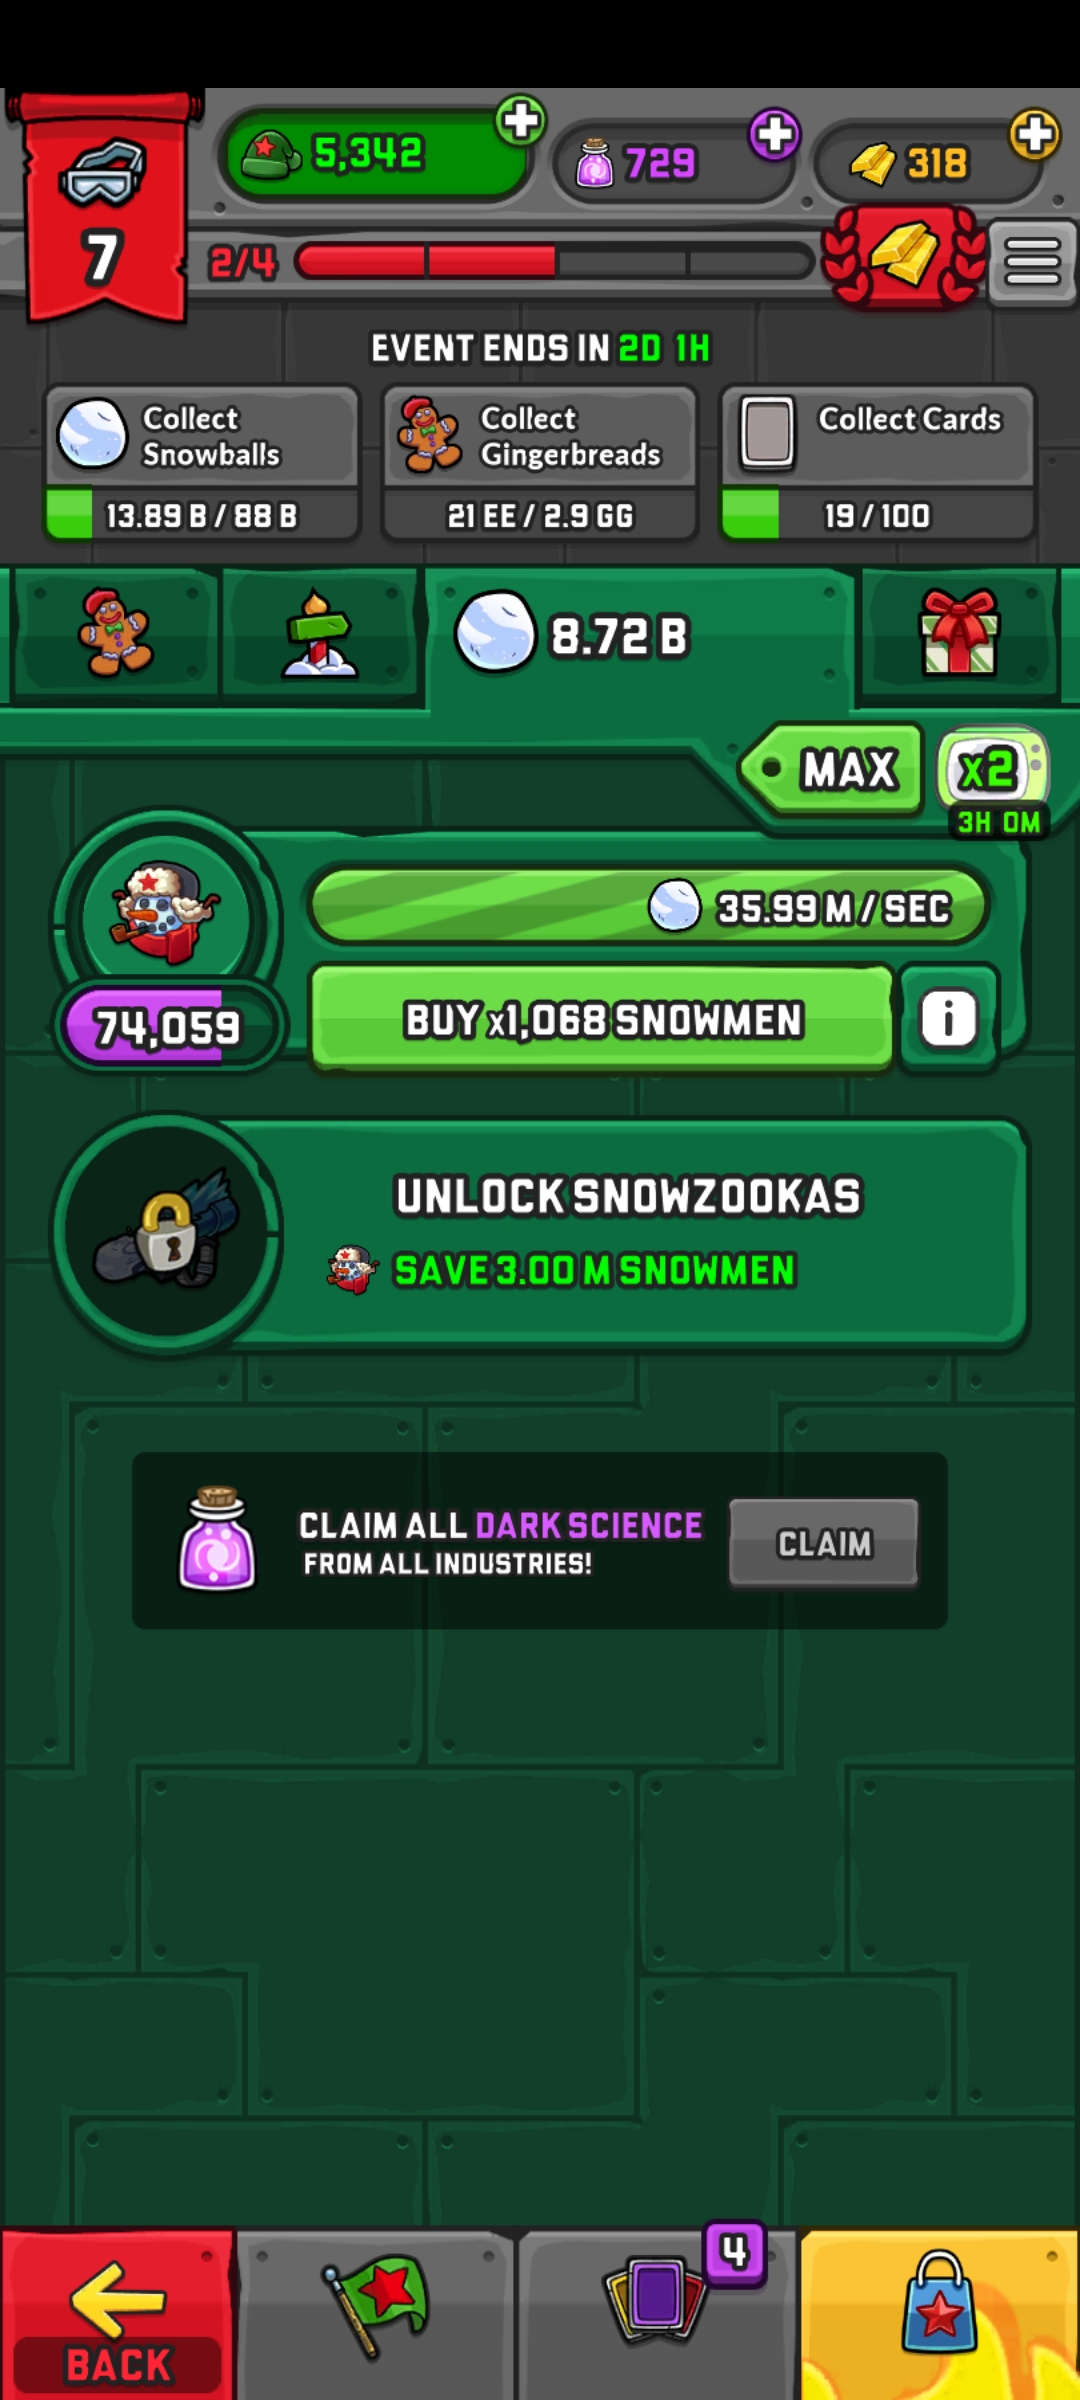 5,342
729
318
7
2/4
EVENT ENDS IN 2D 1H
Collect
Snowballs
13.89 B / 88 B
Collect
Gingerbreads
21 EE / 2.9 GG
Collect Cards
19 / 100
8.72 B
MAX
x2
3H 0M
35.99 M / SEC
74,059
BUY x1,068 SNOWMEN
i
UNLOCK SNOWZOOKAS
SAVE 3.00 M SNOWMEN
CLAIM ALL DARK SCIENCE
FROM ALL INDUSTRIES!
CLAIM
4
BACK